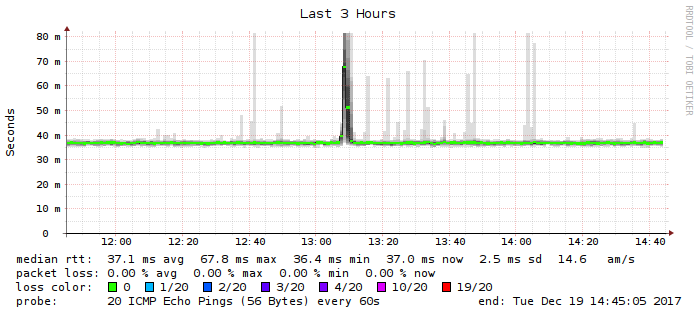 Last 3 Hours
RRDTOOL / TOBI OETIKER
Seconds
80 m
70 m
60 m
50 m
40 m
30 m
20 m
10 m
0
12:00 12:20 12:40 13:00 13:20 13:40 14:00 14:20 14:40
median rtt: 37.1 ms avg 67.8 ms max 36.4 ms min 37.0 ms now 2.5 ms sd 14.6 am/s
packet loss: 0.00 % avg 0.00 % max 0.00 % min 0.00 % now
loss color: 0 1/20 2/20 3/20 4/20 10/20 19/20
probe: 20 ICMP Echo Pings (56 Bytes) every 60s end: Tue Dec 19 14:45:05 2017